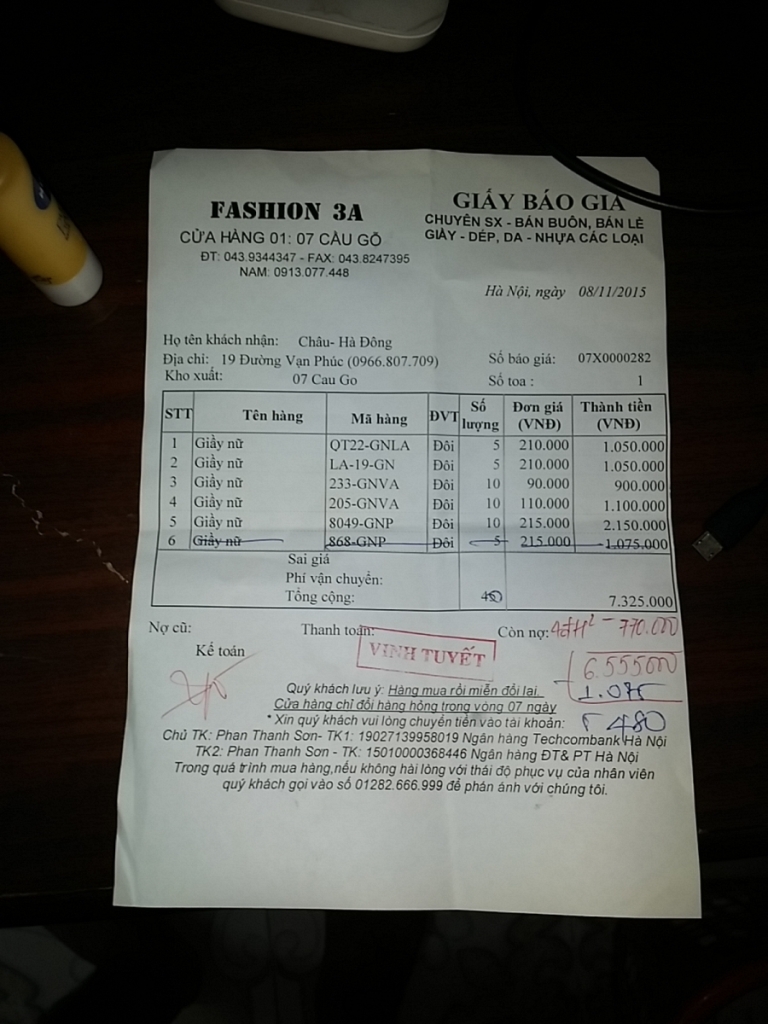 FASHION 3A
CỬA HÀNG 01: 07 CẦU GỖ
ĐT: 043.9344347 - FAX: 043.8247395
NAM: 0913.077.448
GIẤY BÁO GIÁ
CHUYÊN SX - BÁN BUÔN, BÁN LẺ
GIẦY - DÉP, DA - NHỰA CÁC LOẠI
Hà Nội, ngày 08/11/2015
Họ tên khách nhận: Châu- Hà Đông
Địa chỉ: 19 Đường Vạn Phúc (0966.807.709) Số báo giá: 07X0000282
Kho xuất: 07 Cau Go Số toa : 1
STT Tên hàng Mã hàng ĐVT Số lượng Đơn giá (VNĐ) Thành tiền (VNĐ)
1 Giầy nữ QT22-GNLA Đôi 5 210.000 1.050.000
2 Giầy nữ LA-19-GN Đôi 5 210.000 1.050.000
3 Giầy nữ 233-GNVA Đôi 10 90.000 900.000
4 Giầy nữ 205-GNVA Đôi 10 110.000 1.100.000
5 Giầy nữ 8049-GNP Đôi 10 215.000 2.150.000
6 Giầy nữ 868-GNP Đôi 5 215.000 1.075.000
Sai giá
Phí vận chuyển:
Tổng cộng: 7.325.000
Nợ cũ: Thanh toán: Còn nợ: - 770.000
Kế toán
VINH TUYẾT
6.555000
1.075
5 480
Quý khách lưu ý: Hàng mua rồi miễn đổi lại.
Cửa hàng chỉ đổi hàng hỏng trong vòng 07 ngày
* Xin quý khách vui lòng chuyển tiền vào tài khoản:
Chủ TK: Phan Thanh Sơn- TK1: 19027139958019 Ngân hàng Techcombank Hà Nội
TK2: Phan Thanh Sơn - TK: 15010000368446 Ngân hàng ĐT& PT Hà Nội
Trong quá trình mua hàng,nếu không hài lòng với thái độ phục vụ của nhân viên
quý khách gọi vào số 01282.666.999 để phản ánh với chúng tôi.